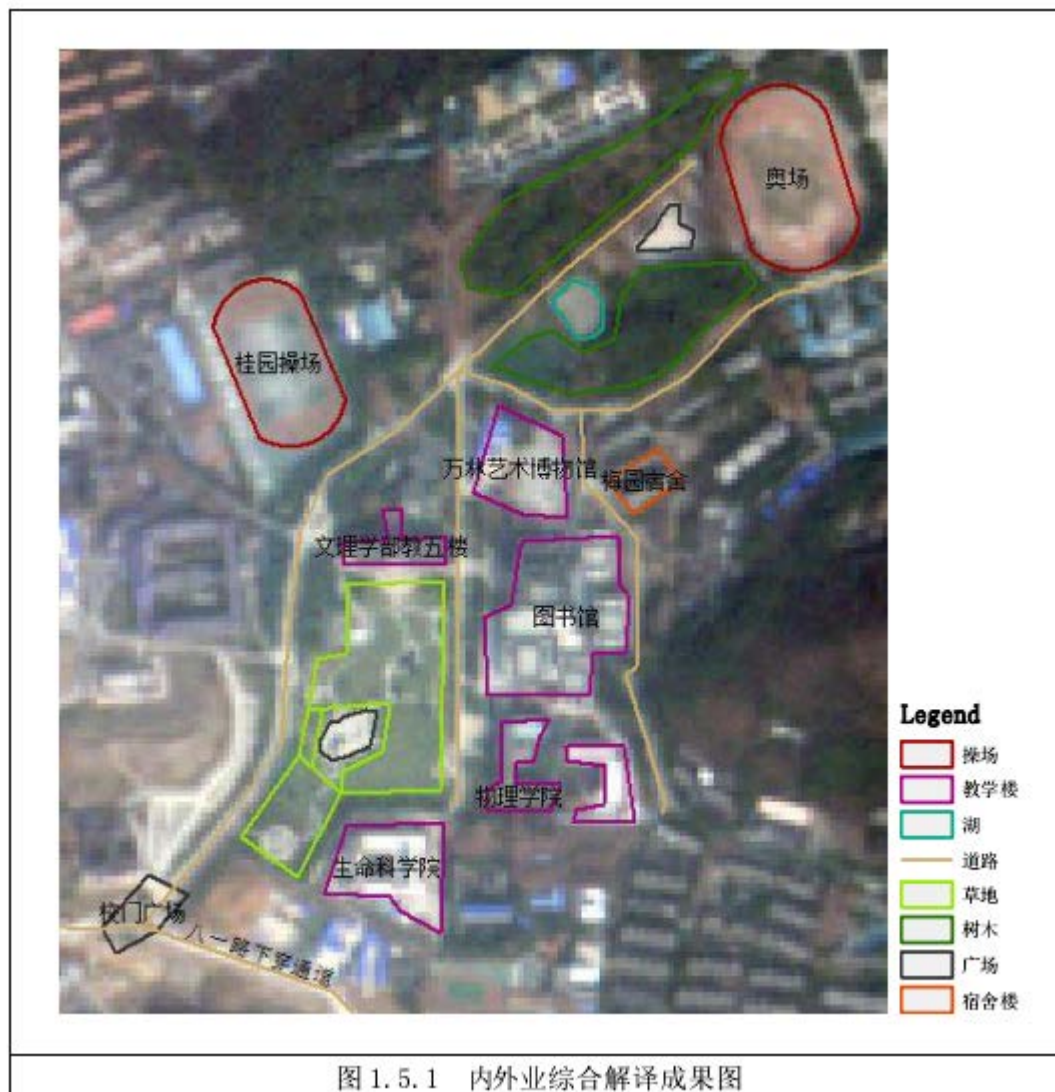 奥场
桂园操场
万林艺术博物馆
梅园宿舍
文理学部教五楼
图书馆
物理学院
生命科学院
校门广场
八一路下穿通道
Legend
操场
教学楼
湖
道路
草地
树木
广场
宿舍楼
图 1.5.1 内外业综合解译成果图